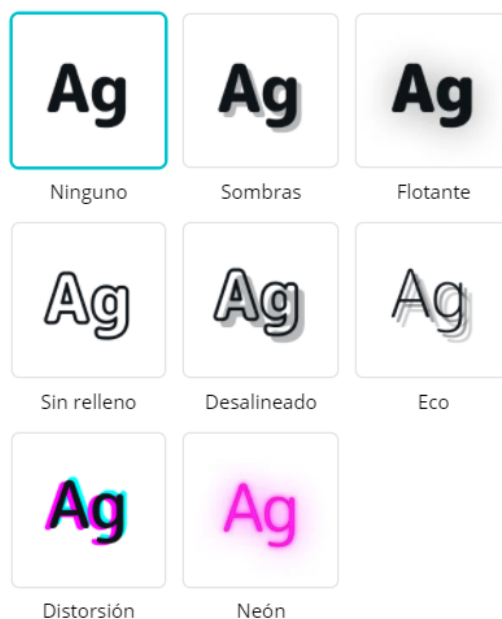 Ag Ag Ag
Ninguno Sombras Flotante
Ag Ag Ag
Sin relleno Desalineado Eco
Ag Ag
Distorsión Neón